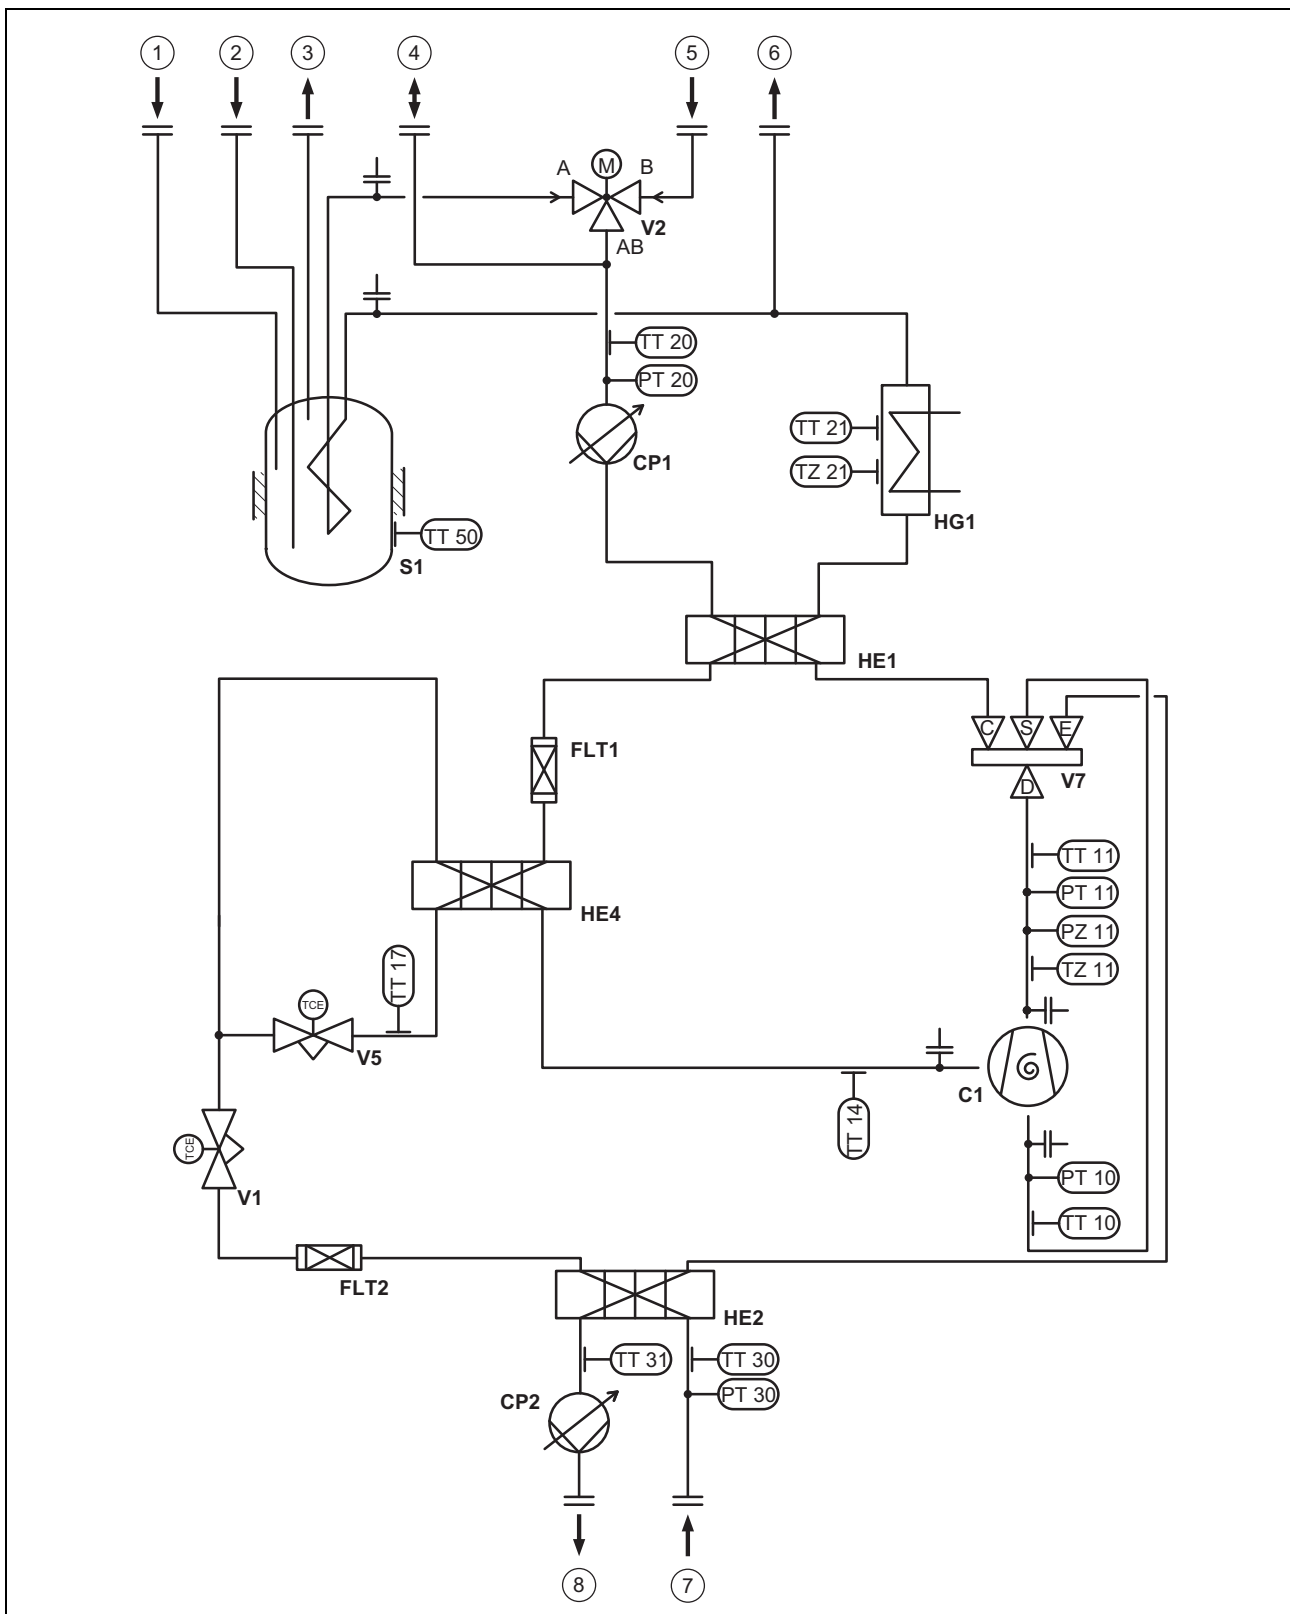 1 2 3 4 5 6
A M B
V2
AB
TT 20
PT 20
CP1
TT 21
TZ 21
HG1
TT 50
S1
HE1
C S E
V7
D
FLT1
TT 11
PT 11
PZ 11
TZ 11
HE4
TT 17
TCE
V5
C1
TT 14
TCE
V1
PT 10
TT 10
FLT2
HE2
TT 31
TT 30
PT 30
CP2
8 7